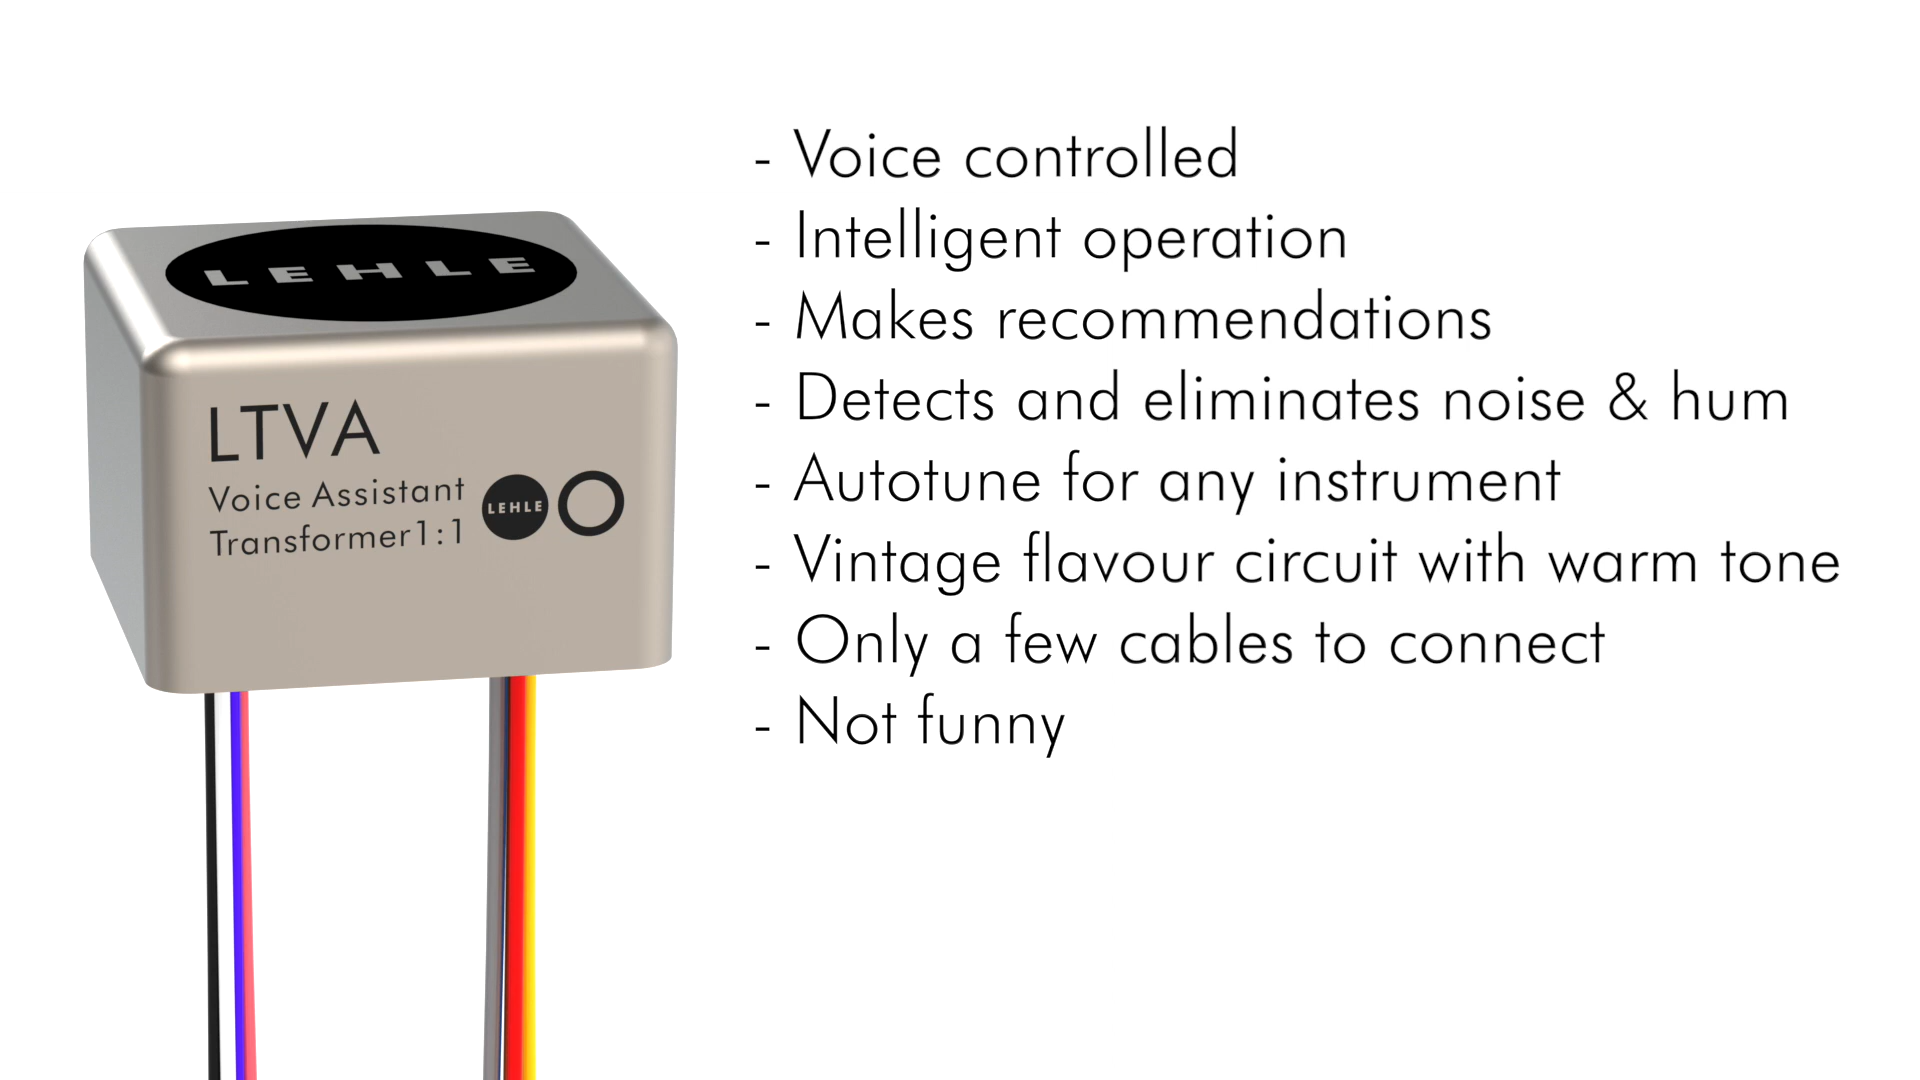 LEHLE
LTVA
Voice Assistant
Transformer1:1
LEHLE
- Voice controlled
- Intelligent operation
- Makes recommendations
- Detects and eliminates noise & hum
- Autotune for any instrument
- Vintage flavour circuit with warm tone
- Only a few cables to connect
- Not funny